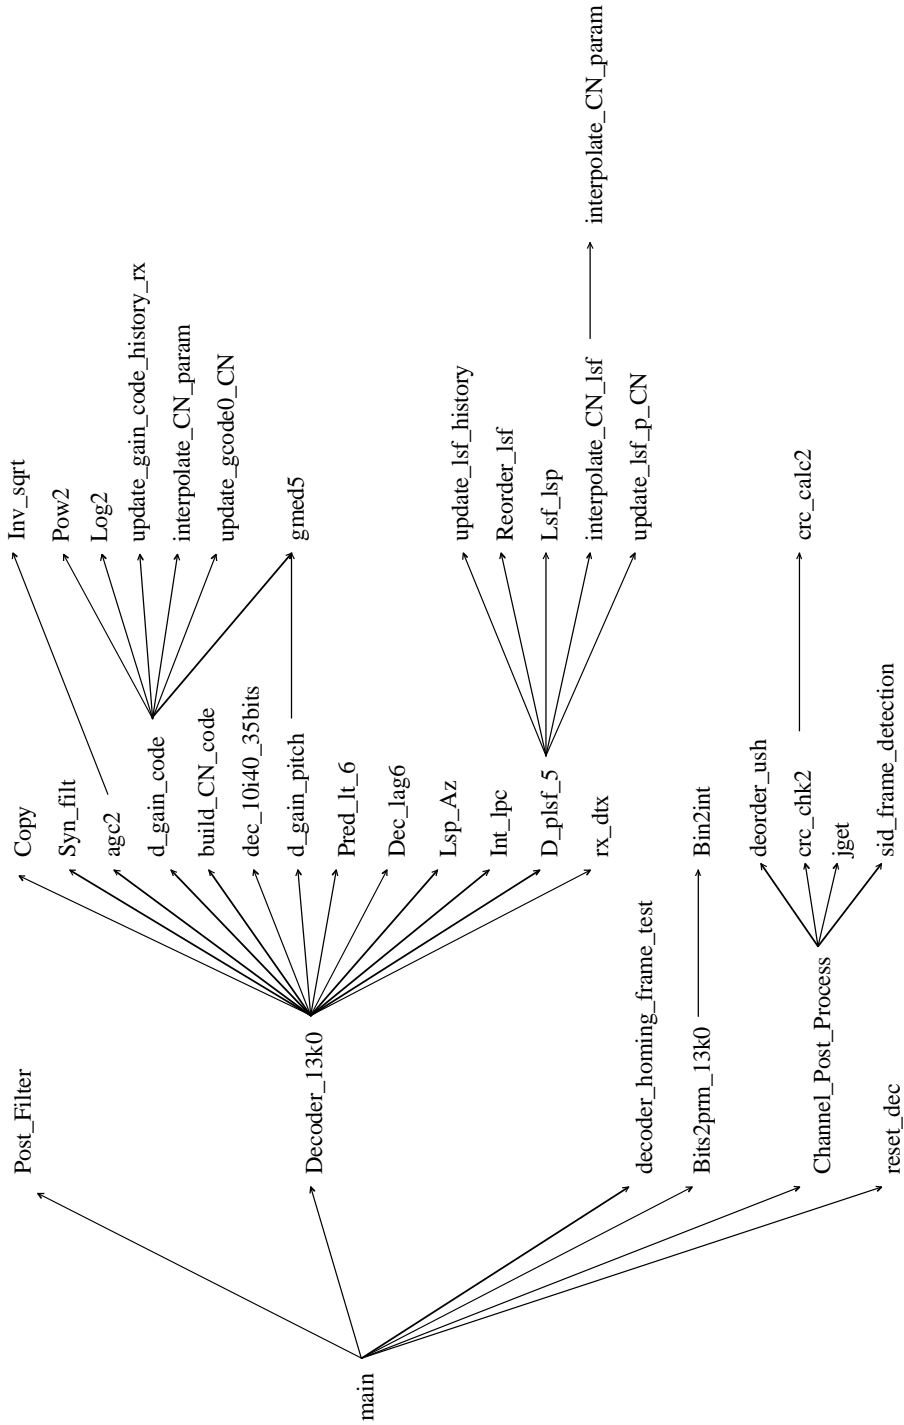 main
Post_Filter
Decoder_13k0
decoder_homing_frame_test
Bits2prm_13k0
Channel_Post_Process
reset_dec
Copy
Syn_filt
agc2
d_gain_code
build_CN_code
dec_10i40_35bits
d_gain_pitch
Pred_lt_6
Dec_lag6
Lsp_Az
Int_lpc
D_plsf_5
rx_dtx
Bin2int
deorder_ush
crc_chk2
jget
sid_frame_detection
Inv_sqrt
Pow2
Log2
update_gain_code_history_rx
interpolate_CN_param
update_gcode0_CN
gmed5
update_lsf_history
Reorder_lsf
Lsf_lsp
interpolate_CN_lsf
update_lsf_p_CN
crc_calc2
interpolate_CN_param